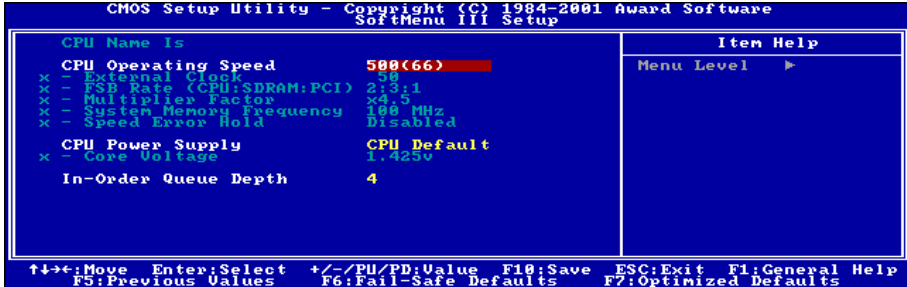 CMOS Setup Utility - Copyright (C) 1984-2001 Award Software
SoftMenu III Setup
CPU Name Is
Item Help
CPU Operating Speed 500(66)
Menu Level ►
x - External Clock 50
x - FSB Rate (CPU:SDRAM:PCI) 2:3:1
x - Multiplier Factor x4.5
x - System Memory Frequency 100 MHz
x - Speed Error Hold Disabled
CPU Power Supply CPU Default
x - Core Voltage 1.425v
In-Order Queue Depth 4
↑↓→←:Move Enter:Select +/-/PU/PD:Value F10:Save ESC:Exit F1:General Help
F5:Previous Values F6:Fail-Safe Defaults F7:Optimized Defaults